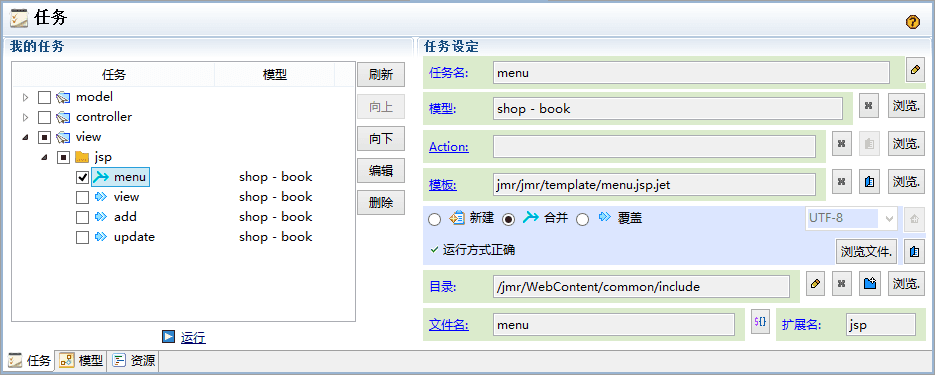 任务
我的任务
任务 模型
model
controller
view
jsp
menu shop - book
view shop - book
add shop - book
update shop - book
刷新
向上
向下
编辑
删除
运行
任务设定
任务名: menu
模型: shop - book 浏览.
Action: 浏览.
模板: jmr/jmr/template/menu.jsp.jet 浏览.
新建 合并 覆盖 UTF-8
运行方式正确 浏览文件.
目录: /jmr/WebContent/common/include 浏览.
文件名: menu ${} 扩展名: jsp
任务 模型 资源